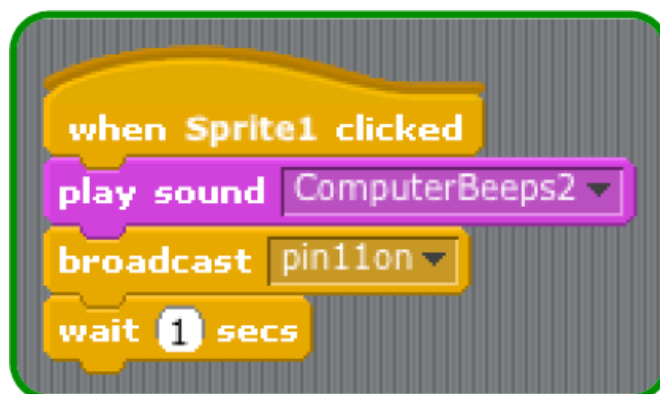 when Sprite1 clicked
play sound ComputerBeeps2
broadcast pin11on
wait 1 secs